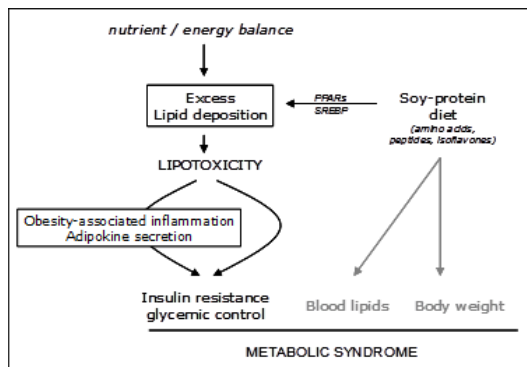 nutrient / energy balance
Excess
Lipid deposition
PPARs
SREBP
Soy-protein
diet
(amino acids,
peptides, isoflavones)
LIPOTOXICITY
Obesity-associated inflammation
Adipokine secretion
Insulin resistance
glycemic control
Blood lipids
Body weight
METABOLIC SYNDROME